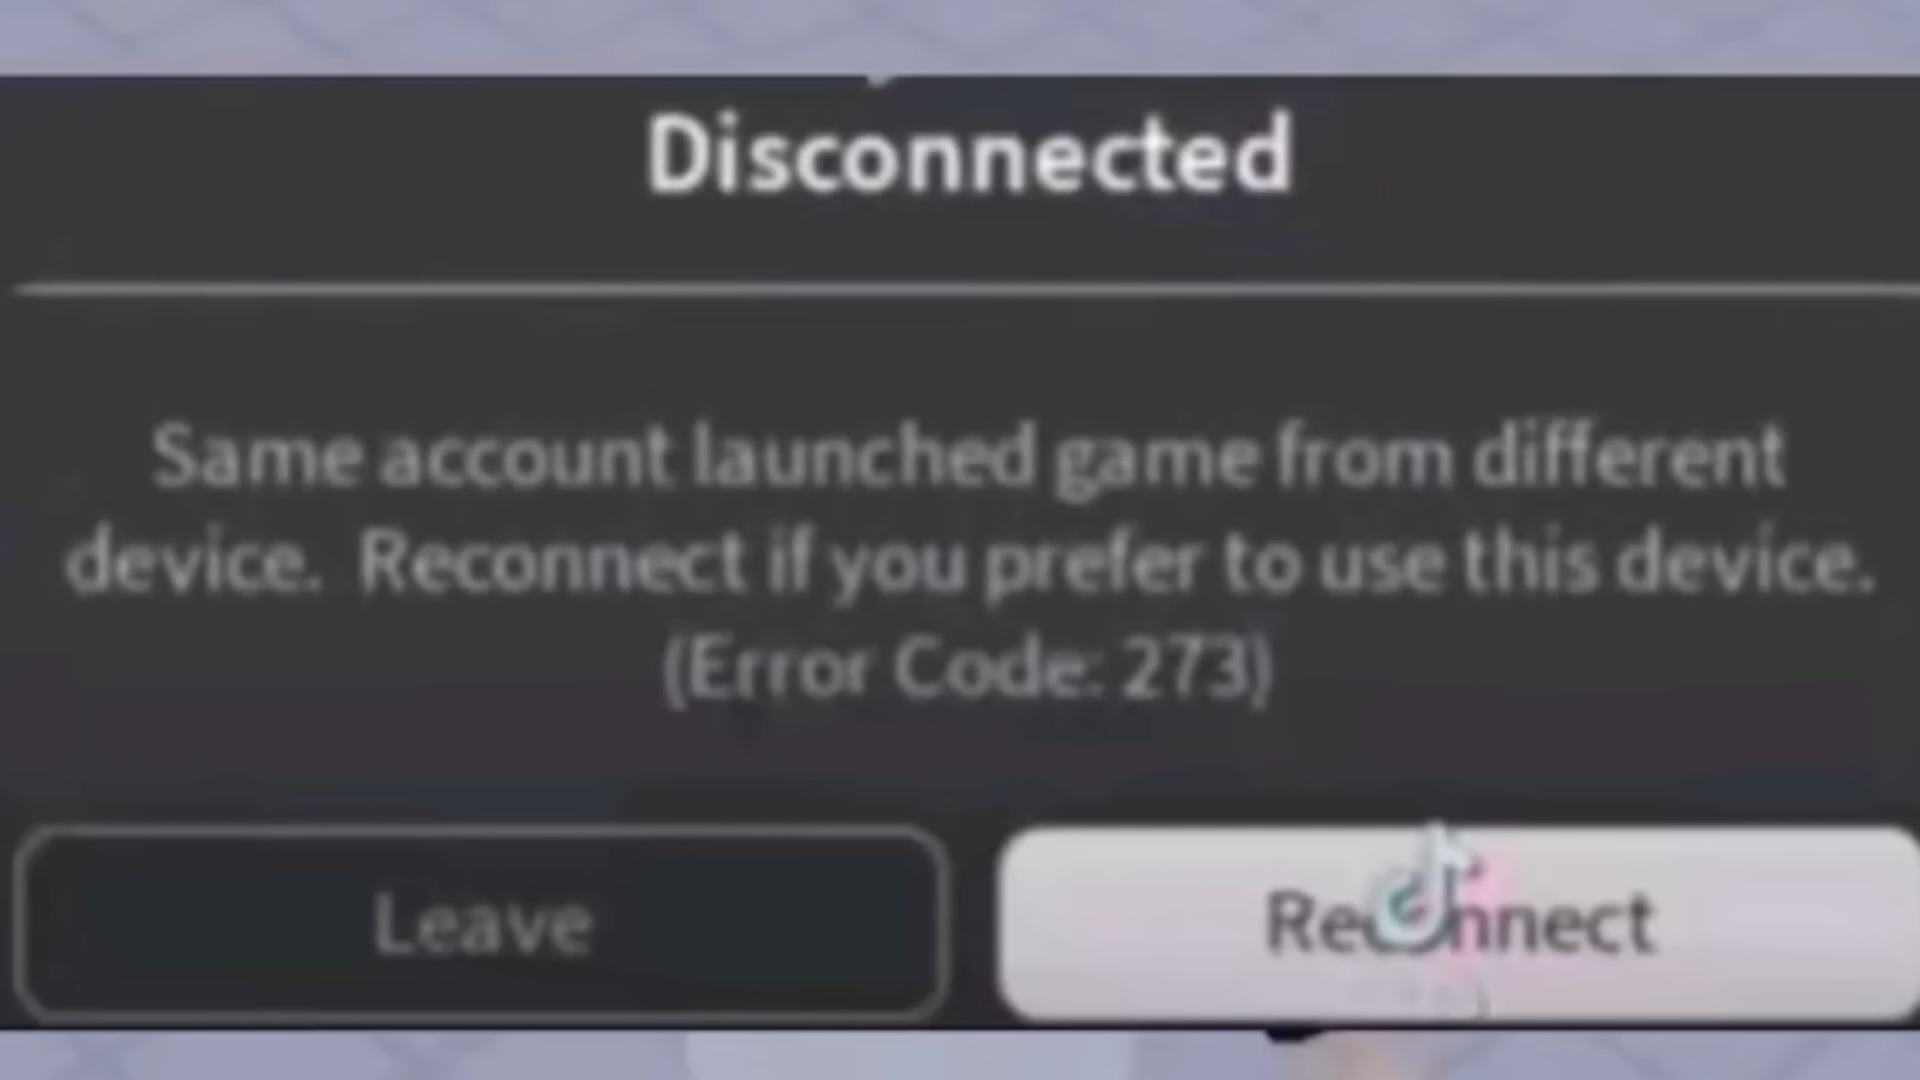 Disconnected
Same account launched game from different
device. Reconnect if you prefer to use this device.
(Error Code: 273)
Leave
Reconnect